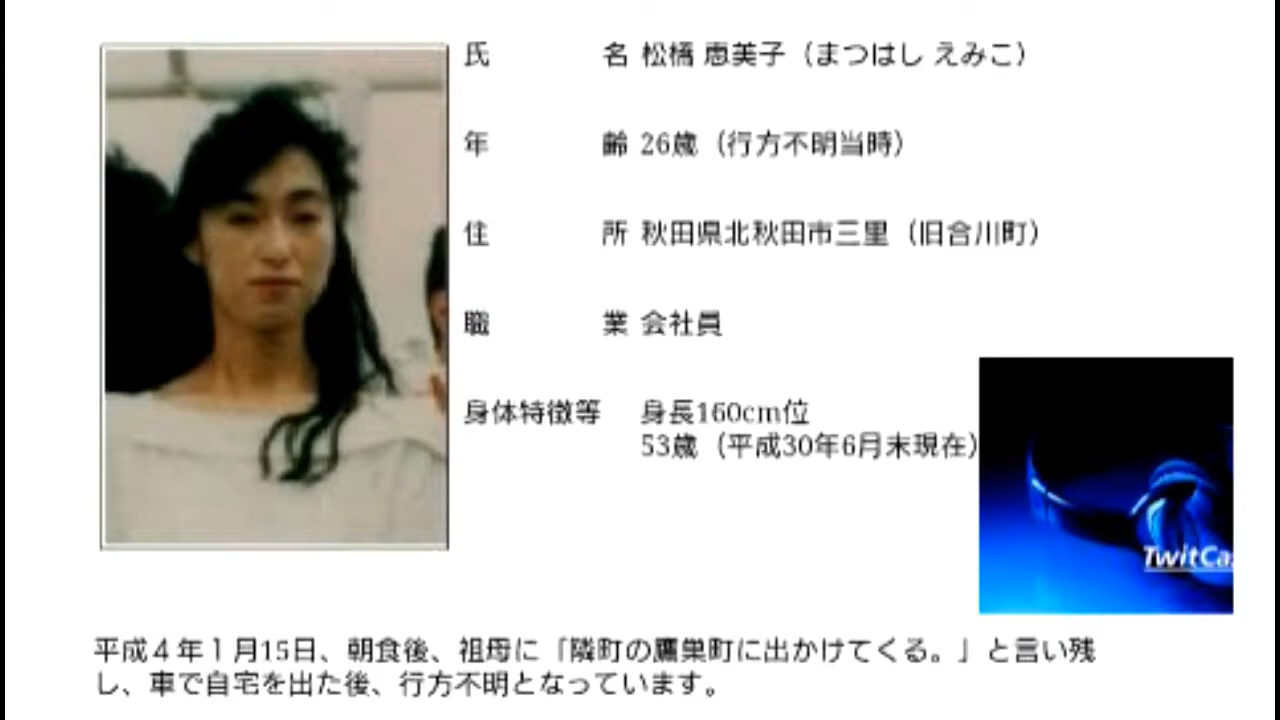 氏　　　　名 松橋 恵美子（まつはし えみこ）
年　　　　齢 26歳（行方不明当時）
住　　　　所 秋田県北秋田市三里（旧合川町）
職　　　　業 会社員
身体特徴等　 身長160cm位
53歳（平成30年6月末現在）
TwitCa
平成４年１月15日、朝食後、祖母に「隣町の鷹巣町に出かけてくる。」と言い残
し、車で自宅を出た後、行方不明となっています。